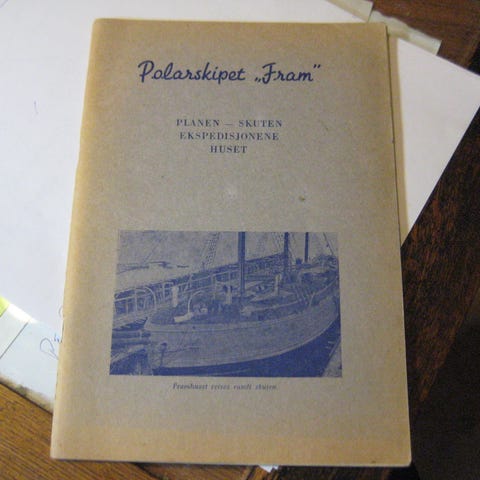 Polarskipet „Fram"
PLANEN — SKUTEN
EKSPEDISJONENE
HUSET
Framhuset reises rundt skuten.